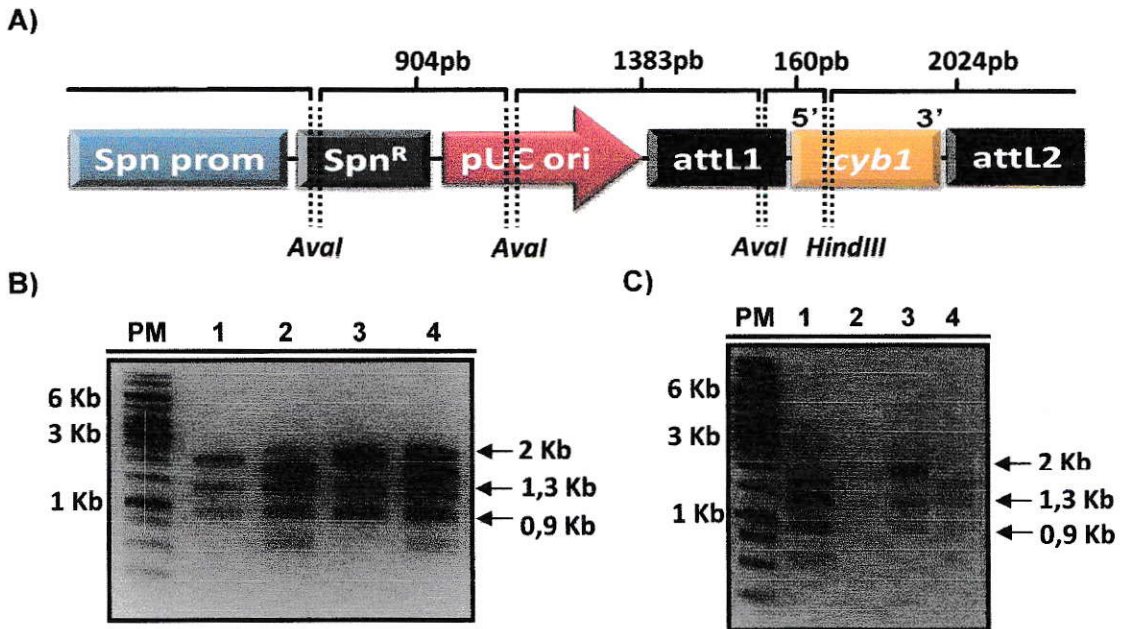 A)
904pb 1383pb 160pb 2024pb
5' 3'
Spn prom Spn^R pUC ori attL1 cyb1 attL2
AvaI AvaI AvaI HindIII
B)
PM 1 2 3 4
6 Kb
3 Kb
1 Kb
2 Kb
1,3 Kb
0,9 Kb
C)
PM 1 2 3 4
6 Kb
3 Kb
1 Kb
2 Kb
1,3 Kb
0,9 Kb